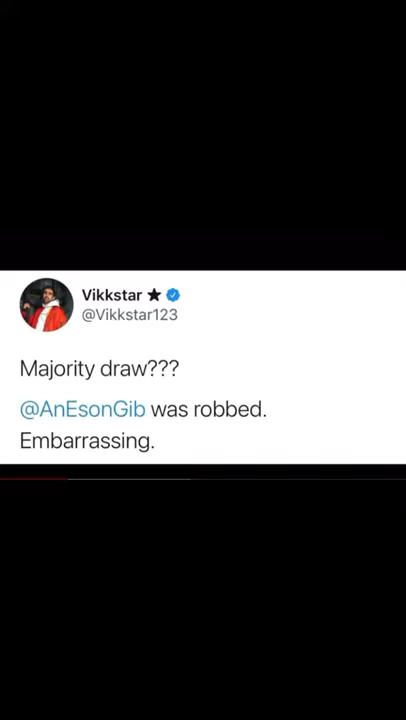 Vikkstar ★
@Vikkstar123
Majority draw???
@AnEsonGib was robbed.
Embarrassing.